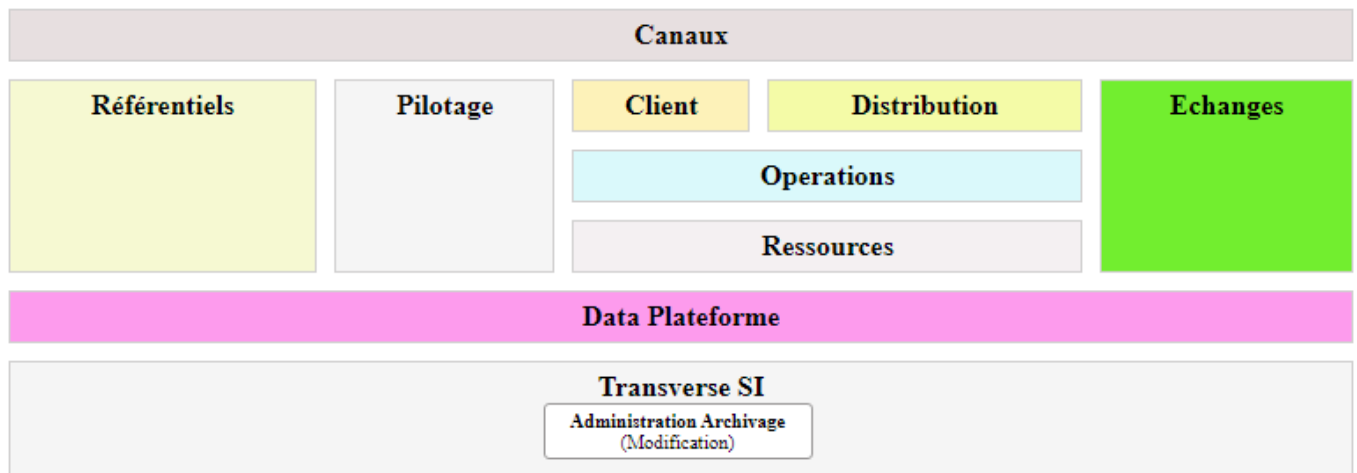 Canaux
Référentiels
Pilotage
Client
Distribution
Echanges
Operations
Ressources
Data Plateforme
Transverse SI
Administration Archivage
(Modification)